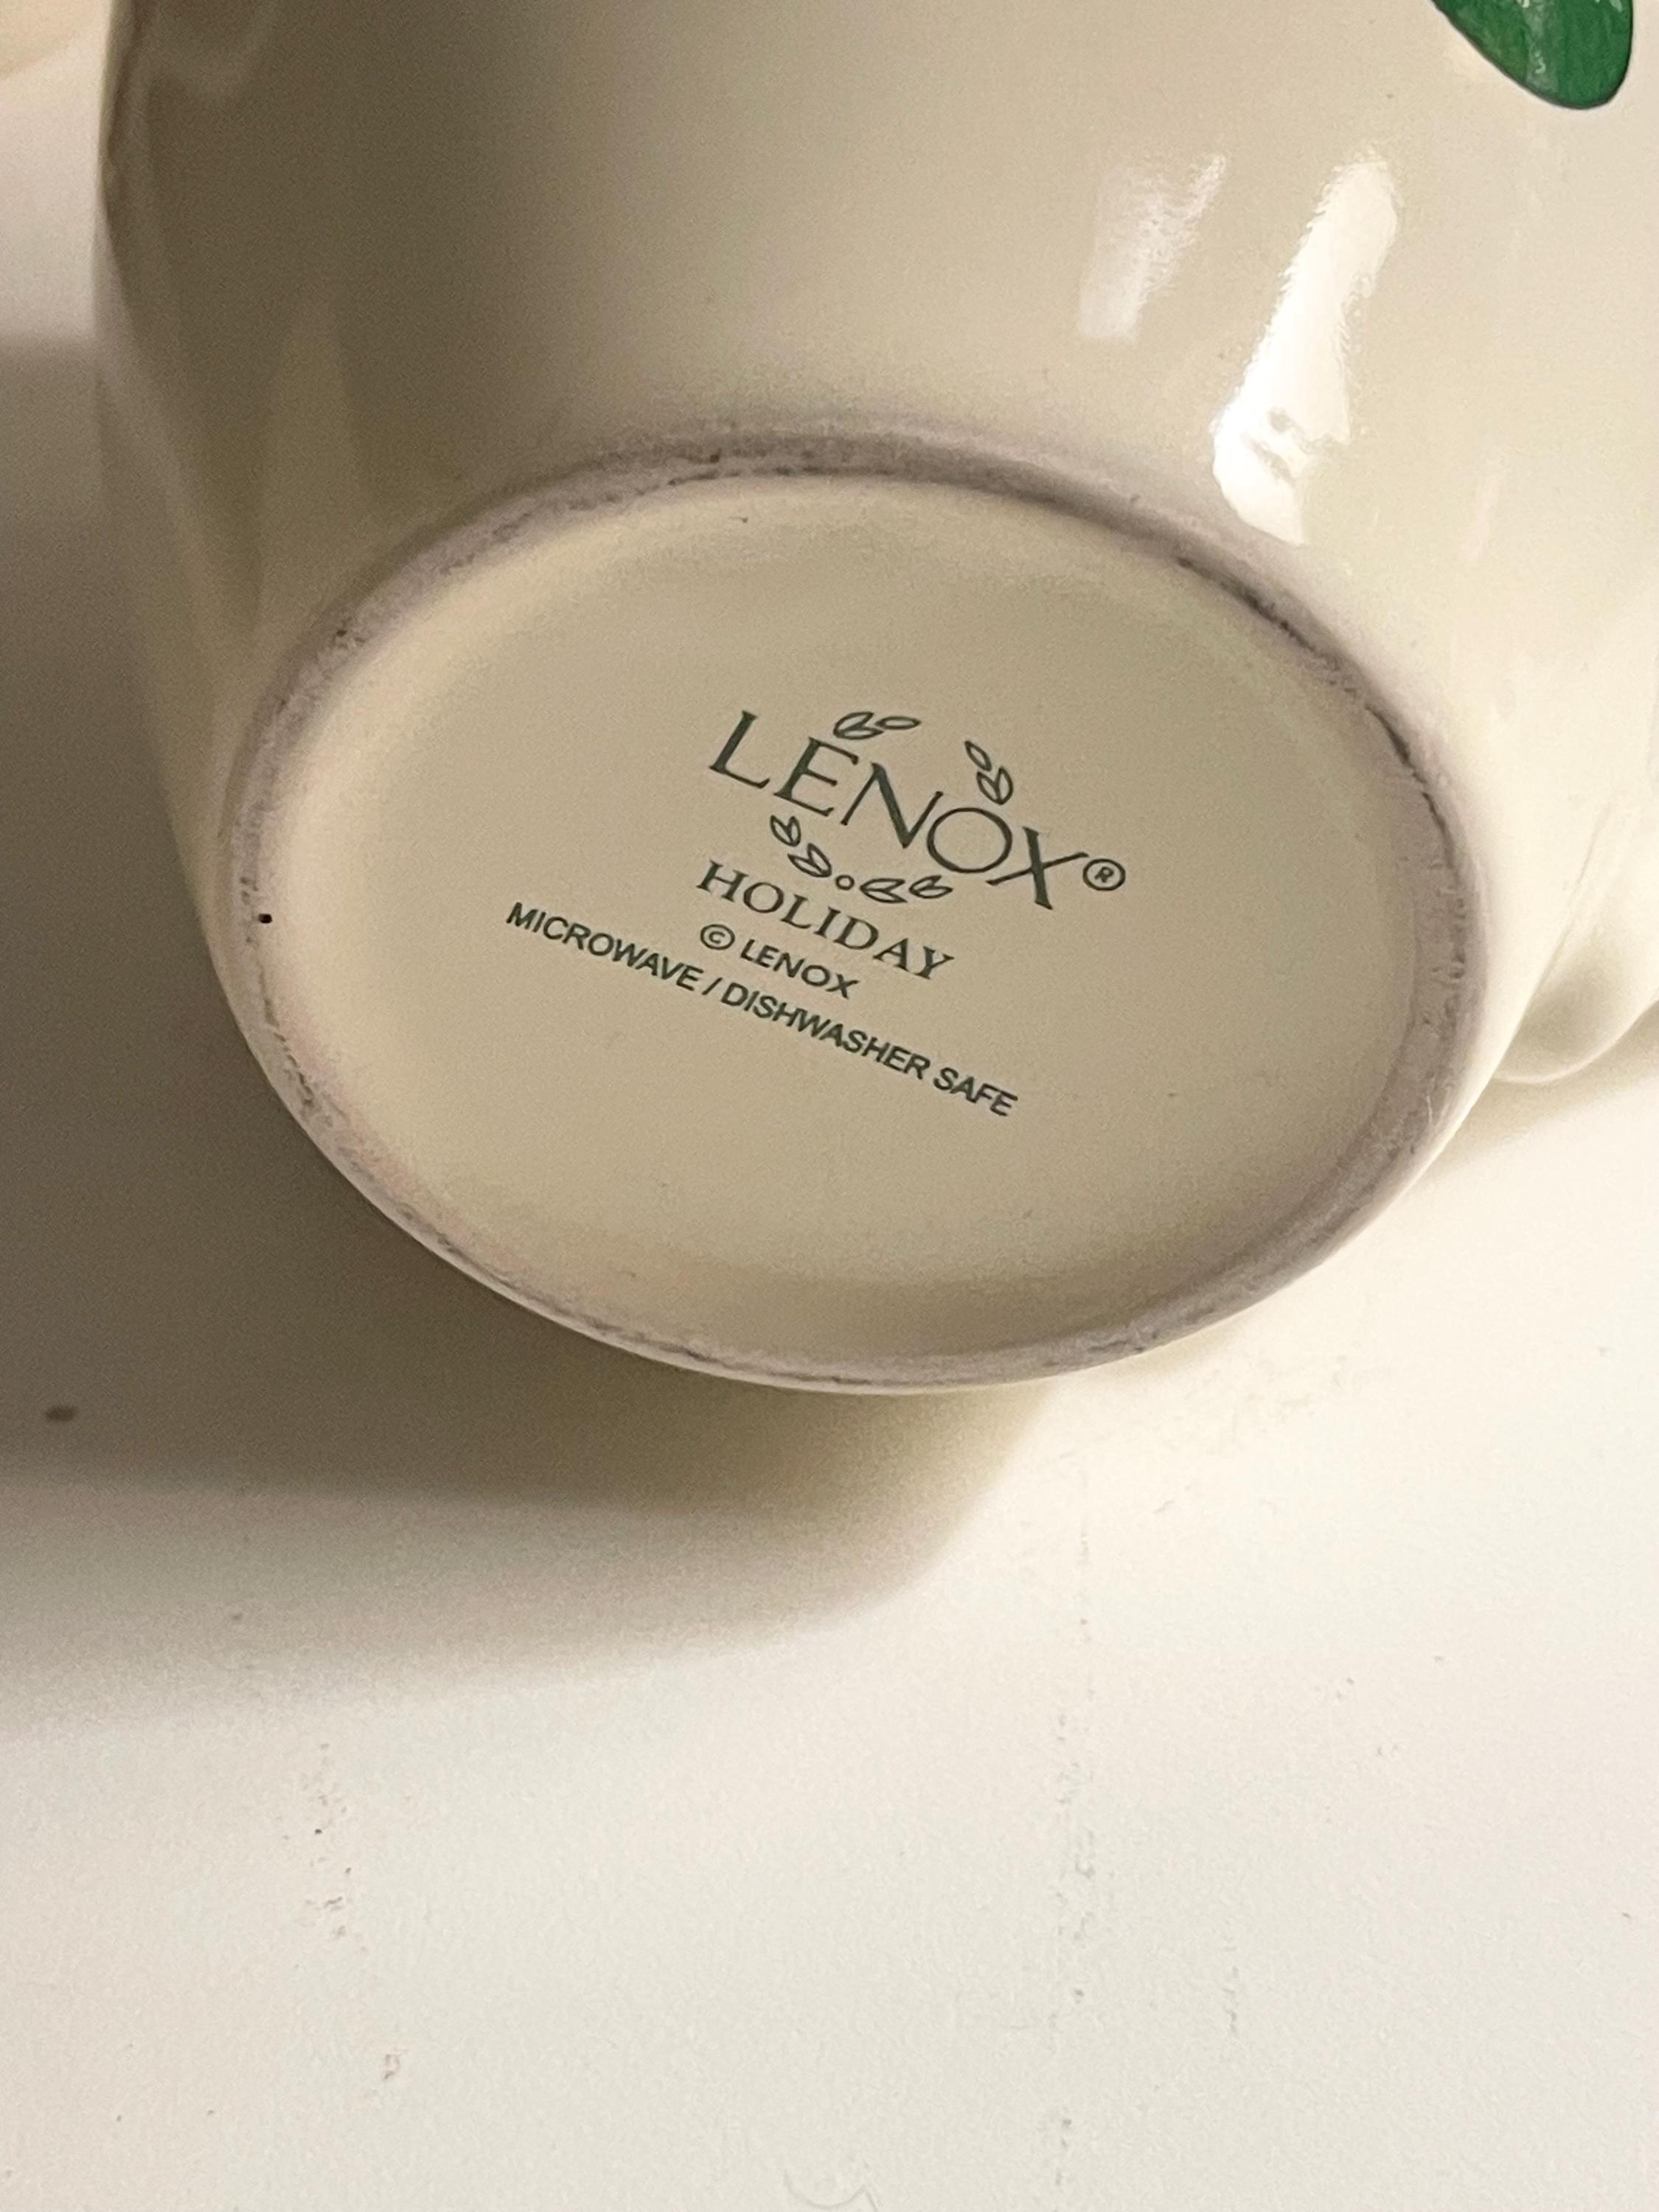 LENOX®
HOLIDAY
© LENOX
MICROWAVE / DISHWASHER SAFE